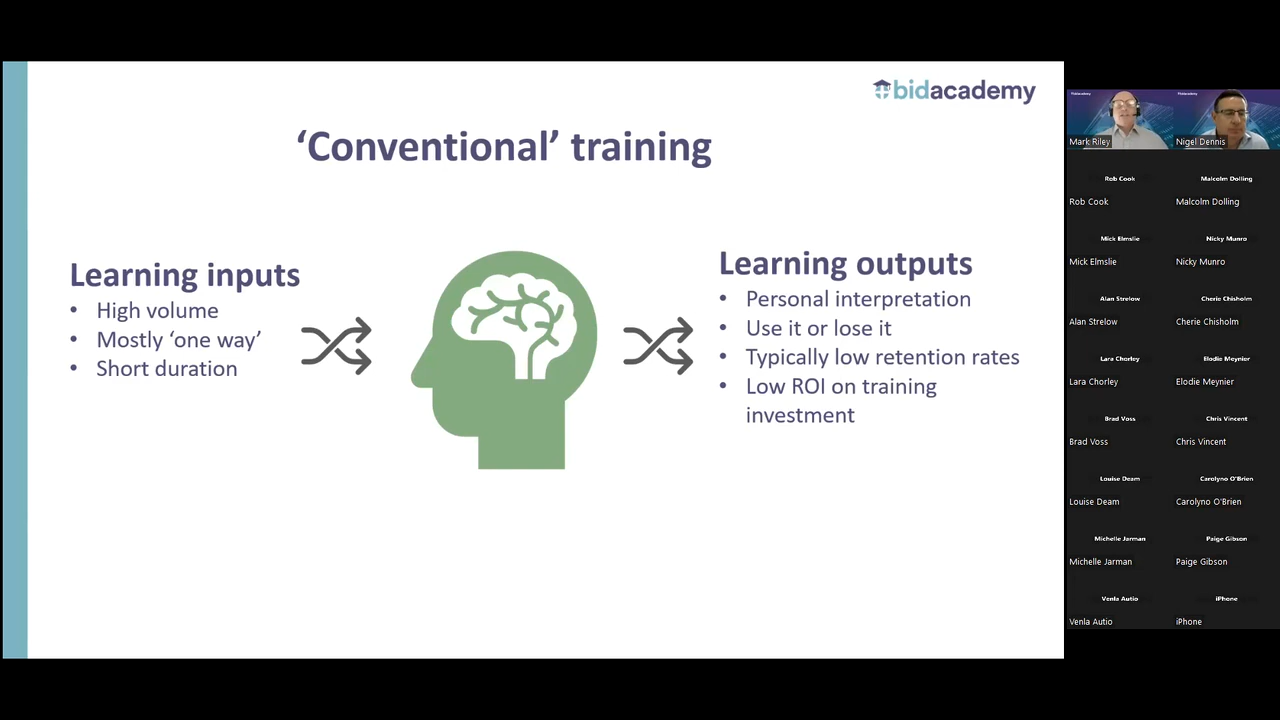 bidacademy
‘Conventional’ training
Learning inputs
• High volume
• Mostly ‘one way’
• Short duration
Learning outputs
• Personal interpretation
• Use it or lose it
• Typically low retention rates
• Low ROI on training
investment
Mark Riley
Nigel Dennis
Rob Cook
Malcolm Dolling
Rob Cook
Malcolm Dolling
Mick Elmslie
Nicky Munro
Mick Elmslie
Nicky Munro
Alan Strelow
Cherie Chisholm
Alan Strelow
Cherie Chisholm
Lara Chorley
Elodie Meynier
Lara Chorley
Elodie Meynier
Brad Voss
Chris Vincent
Brad Voss
Chris Vincent
Louise Deam
Carolyno O'Brien
Louise Deam
Carolyno O'Brien
Michelle Jarman
Paige Gibson
Michelle Jarman
Paige Gibson
Venla Autio
iPhone
Venla Autio
iPhone